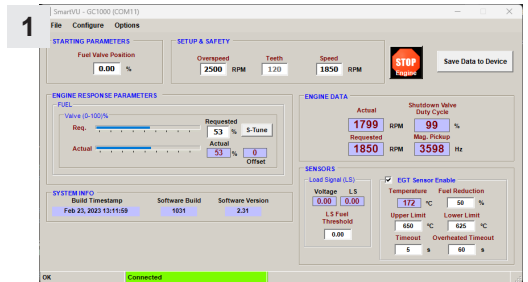 1
SmartVU - GC1000 (COM11)
File Configure Options
STARTING PARAMETERS
Fuel Valve Position
0.00 %
SETUP & SAFETY
Overspeed Teeth Speed
2500 RPM 120 1850 RPM
STOP
Engine
Save Data to Device
ENGINE RESPONSE PARAMETERS
FUEL
Valve (0-100)%
Requested
Req. 53 % S-Tune
Actual
Actual 53 % 0
Offset
ENGINE DATA
Actual Shutdown Valve
Duty Cycle
1799 RPM 99 %
Requested Mag. Pickup
1850 RPM 3598 Hz
SYSTEM INFO
Build Timestamp Software Build Software Version
Feb 23, 2023 13:11:59 1031 2.31
SENSORS
Load Signal (LS)
Voltage LS
0.00 0.00
LS Fuel
Threshold
0.00
EGT Sensor Enable
Temperature Fuel Reduction
172 ºC 50 %
Upper Limit Lower Limit
650 ºC 625 ºC
Timeout Overheated Timeout
5 s 60 s
OK Connected